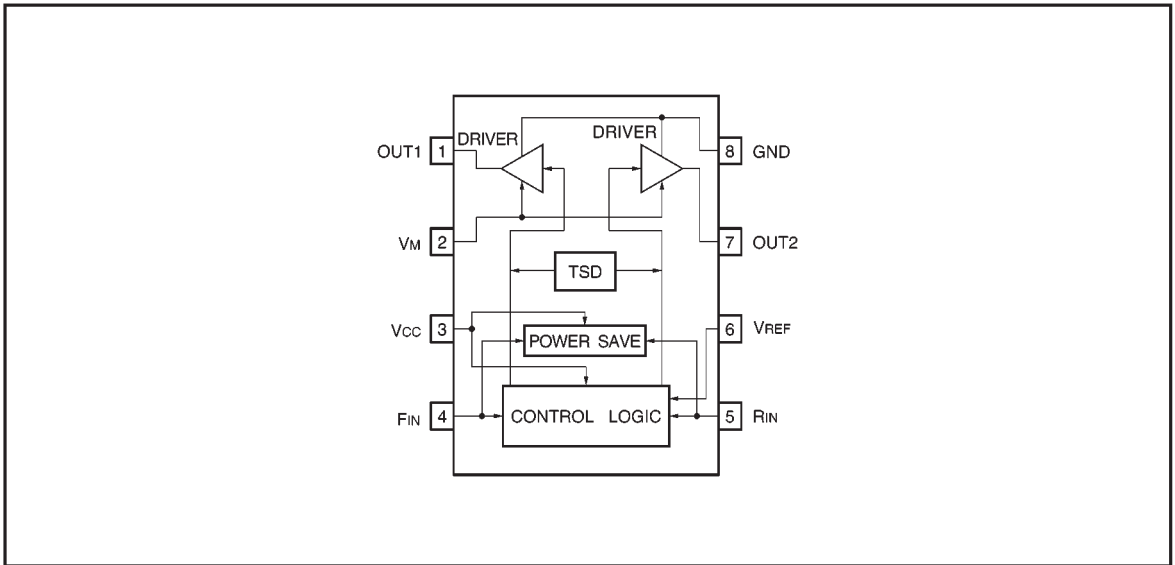 DRIVER
DRIVER
OUT1 1
8 GND
VM 2
7 OUT2
TSD
VCC 3
6 VREF
POWER SAVE
FIN 4
CONTROL LOGIC
5 RIN